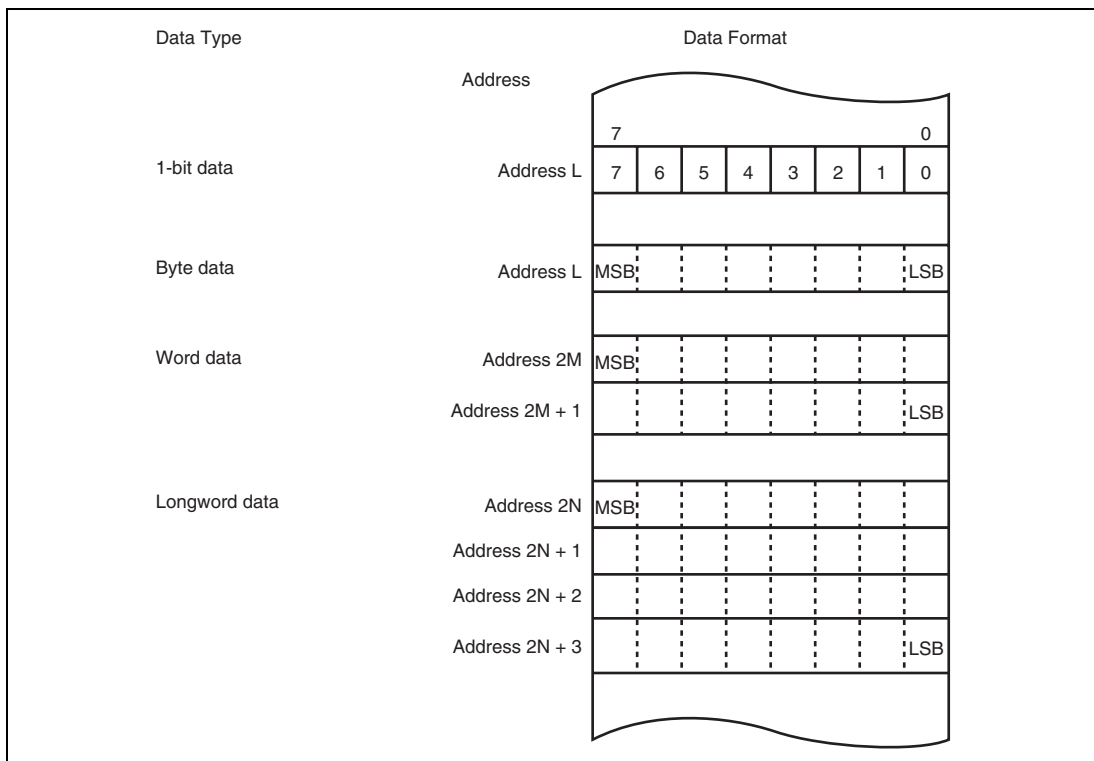 Data Type Data Format
Address
7 0
1-bit data Address L 7 6 5 4 3 2 1 0
Byte data Address L MSB LSB
Word data Address 2M MSB
Address 2M + 1 LSB
Longword data Address 2N MSB
Address 2N + 1
Address 2N + 2
Address 2N + 3 LSB